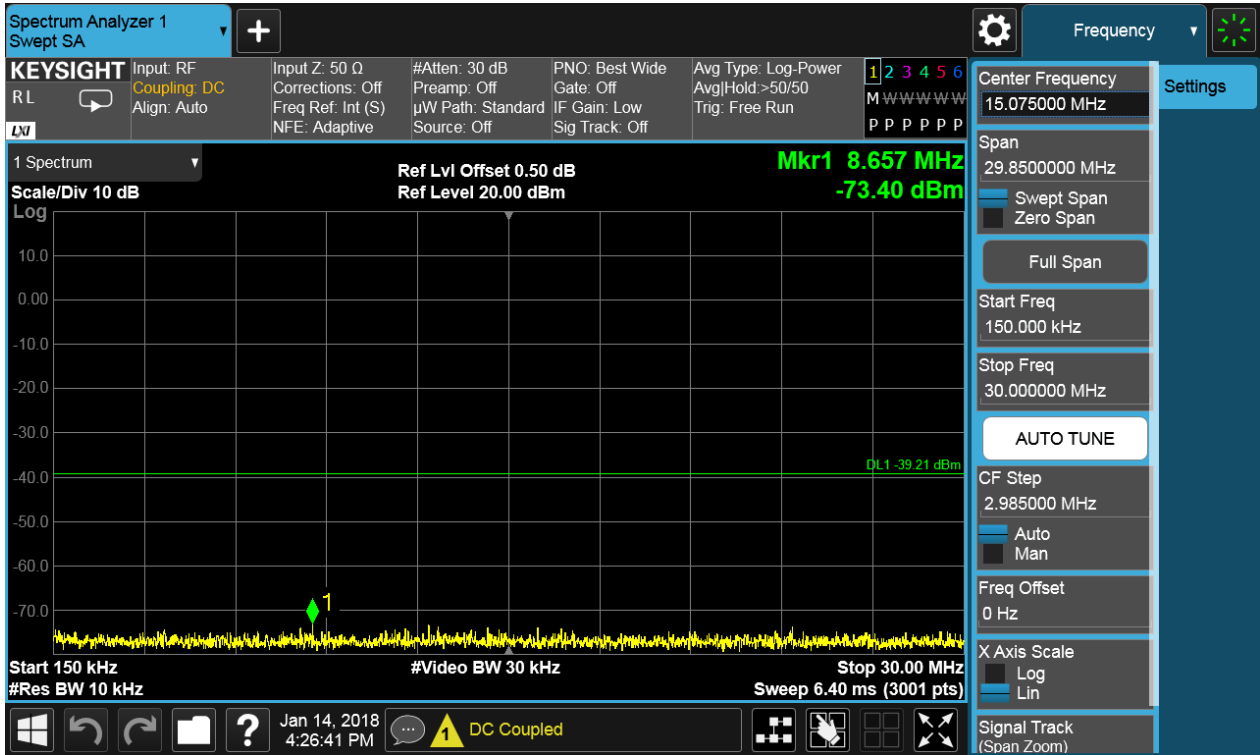 Spectrum Analyzer 1
Swept SA
+
Frequency
KEYSIGHT
RL
LXI
Input: RF
Coupling: DC
Align: Auto
Input Z: 50 Ω
Corrections: Off
Freq Ref: Int (S)
NFE: Adaptive
#Atten: 30 dB
Preamp: Off
µW Path: Standard
Source: Off
PNO: Best Wide
Gate: Off
IF Gain: Low
Sig Track: Off
Avg Type: Log-Power
Avg|Hold:>50/50
Trig: Free Run
1 2 3 4 5 6
M W W W W W
P P P P P P
1 Spectrum
Scale/Div 10 dB
Log
Ref Lvl Offset 0.50 dB
Ref Level 20.00 dBm
Mkr1 8.657 MHz
-73.40 dBm
10.0
0.00
-10.0
-20.0
-30.0
DL1 -39.21 dBm
-40.0
-50.0
-60.0
-70.0
1
Start 150 kHz
#Video BW 30 kHz
Stop 30.00 MHz
#Res BW 10 kHz
Sweep 6.40 ms (3001 pts)
Center Frequency
15.075000 MHz
Span
29.8500000 MHz
Swept Span
Zero Span
Full Span
Start Freq
150.000 kHz
Stop Freq
30.000000 MHz
AUTO TUNE
CF Step
2.985000 MHz
Auto
Man
Freq Offset
0 Hz
X Axis Scale
Log
Lin
Signal Track
(Span Zoom)
Settings
?
Jan 14, 2018
4:26:41 PM
1
DC Coupled